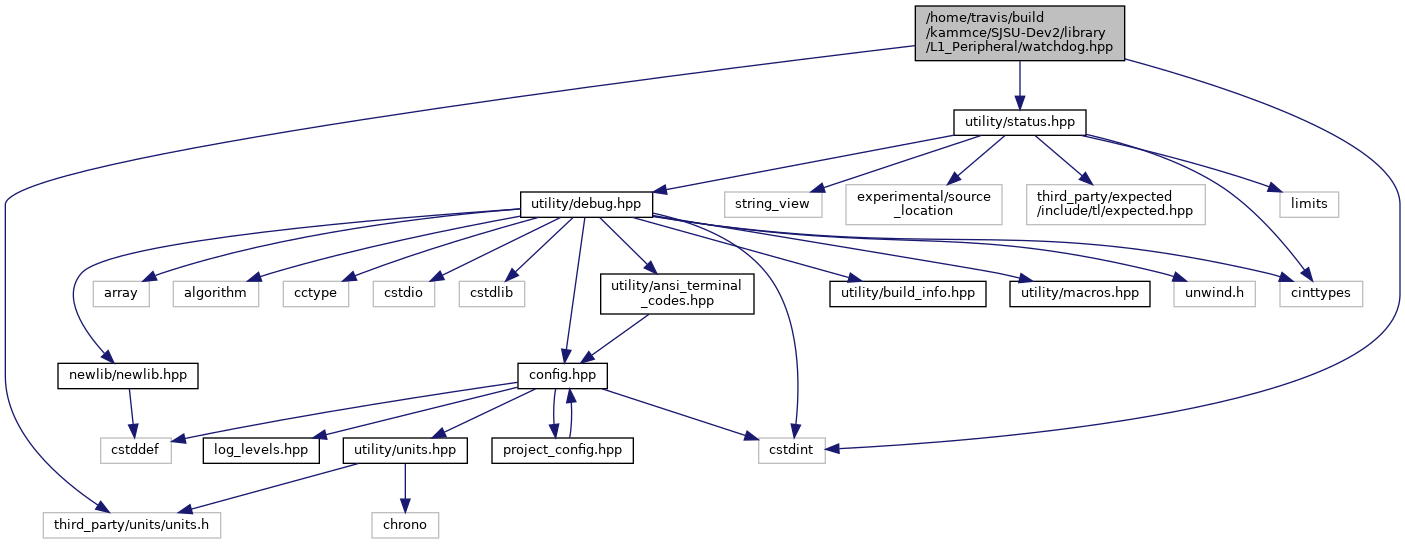 /home/travis/build
/kammce/SJSU-Dev2/library
/L1_Peripheral/watchdog.hpp
utility/status.hpp
utility/debug.hpp
string_view
experimental/source
_location
third_party/expected
/include/tl/expected.hpp
limits
array
algorithm
cctype
cstdio
cstdlib
utility/ansi_terminal
_codes.hpp
utility/build_info.hpp
utility/macros.hpp
unwind.h
cinttypes
newlib/newlib.hpp
config.hpp
cstddef
log_levels.hpp
utility/units.hpp
project_config.hpp
cstdint
third_party/units/units.h
chrono